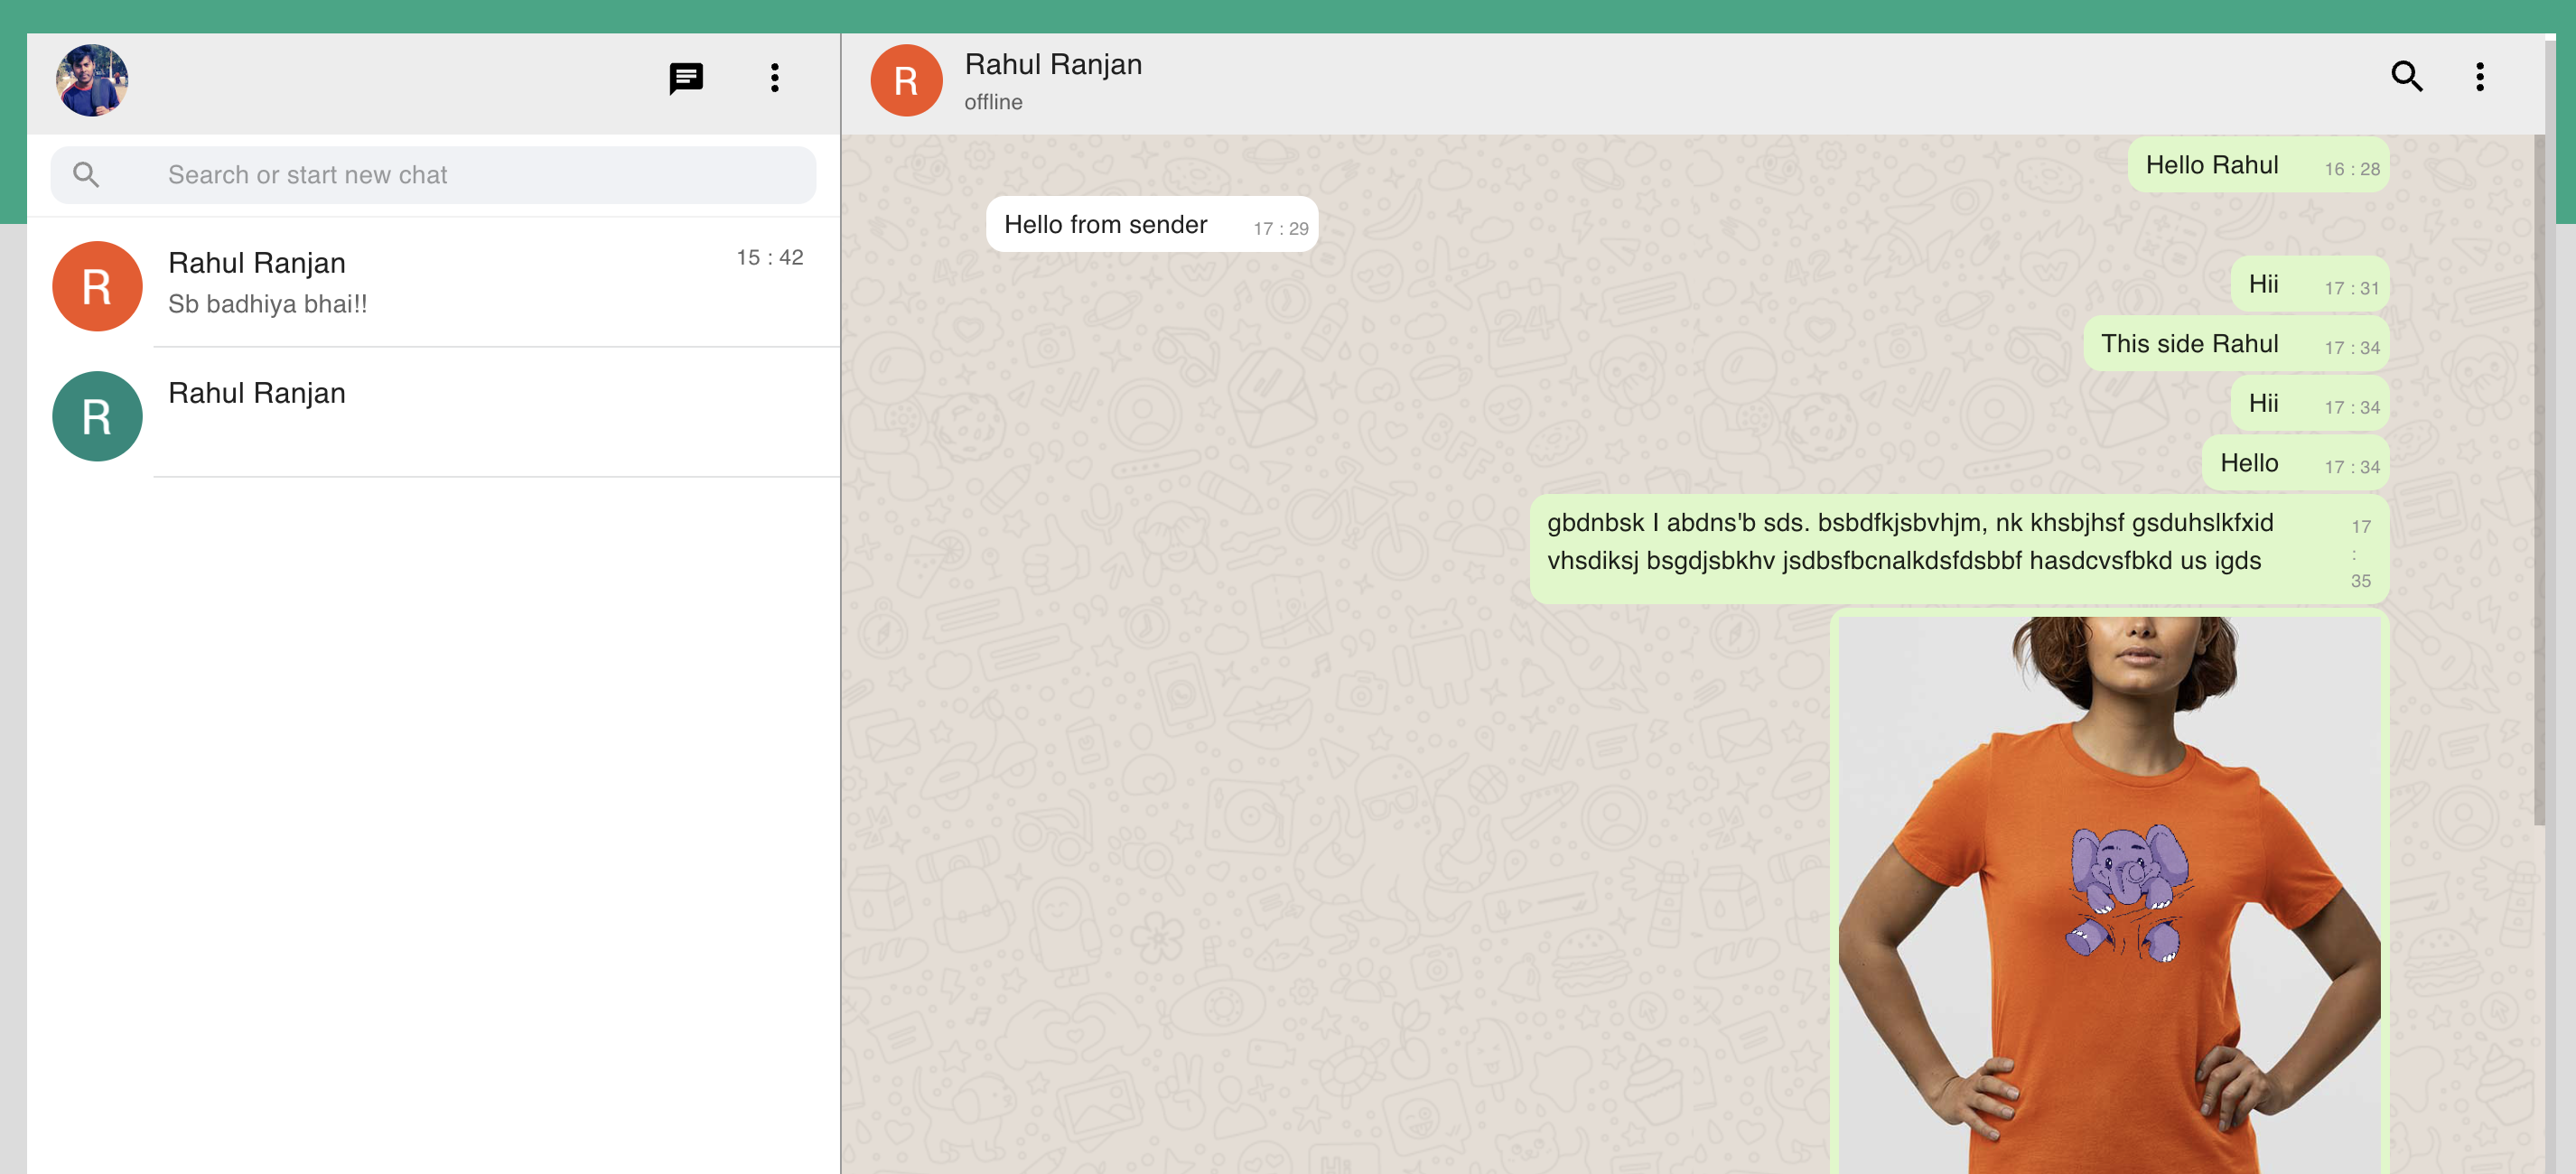 R
Rahul Ranjan
offline
Search or start new chat
R
Rahul Ranjan
15 : 42
Sb badhiya bhai!!
R
Rahul Ranjan
Hello Rahul 16 : 28
Hello from sender 17 : 29
Hii 17 : 31
This side Rahul 17 : 34
Hii 17 : 34
Hello 17 : 34
gbdnbsk I abdns'b sds. bsbdfkjsbvhjm, nk khsbjhsf gsduhslkfxid
vhsdiksj bsgdjsbkhv jsdbsfbcnalkdsfdsbbf hasdcvsfbkd us igds
17
:
35